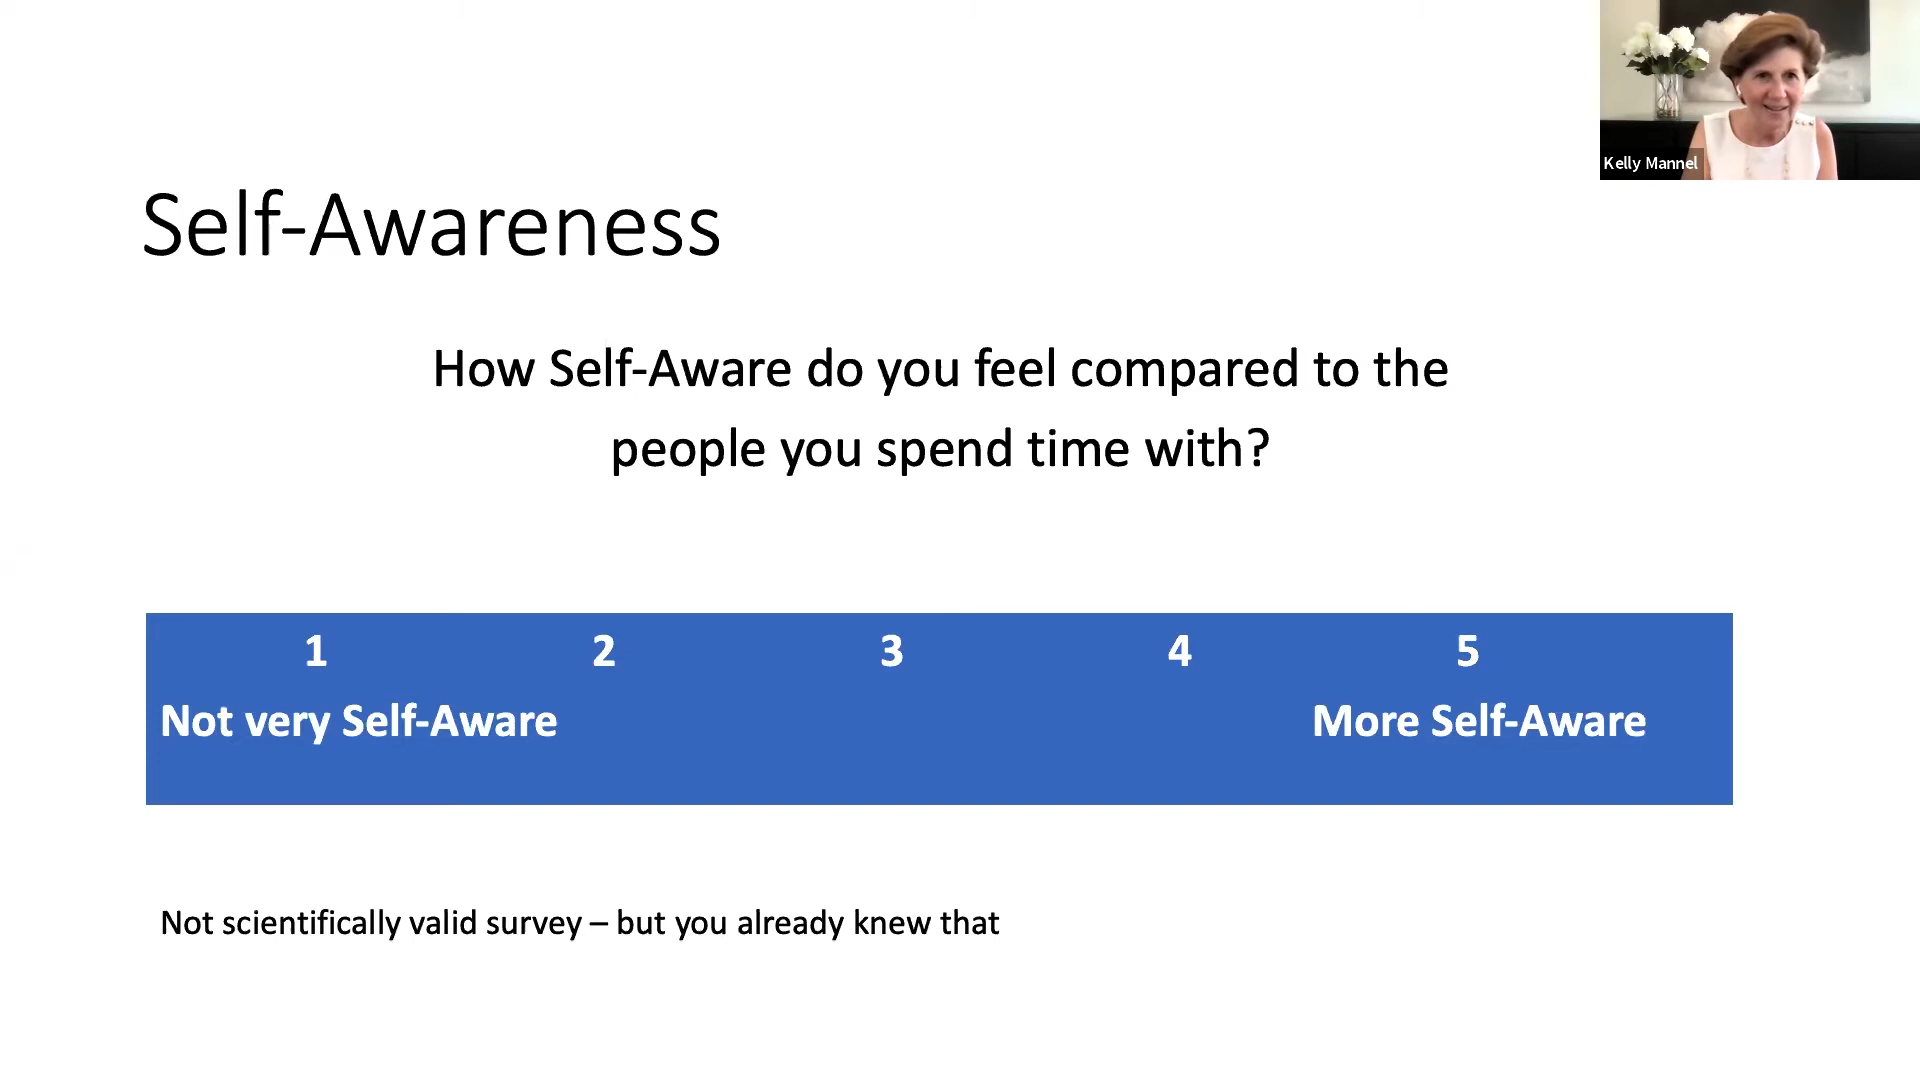 Kelly Mannel
Self-Awareness
How Self-Aware do you feel compared to the
people you spend time with?
1 2 3 4 5
Not very Self-Aware More Self-Aware
Not scientifically valid survey – but you already knew that